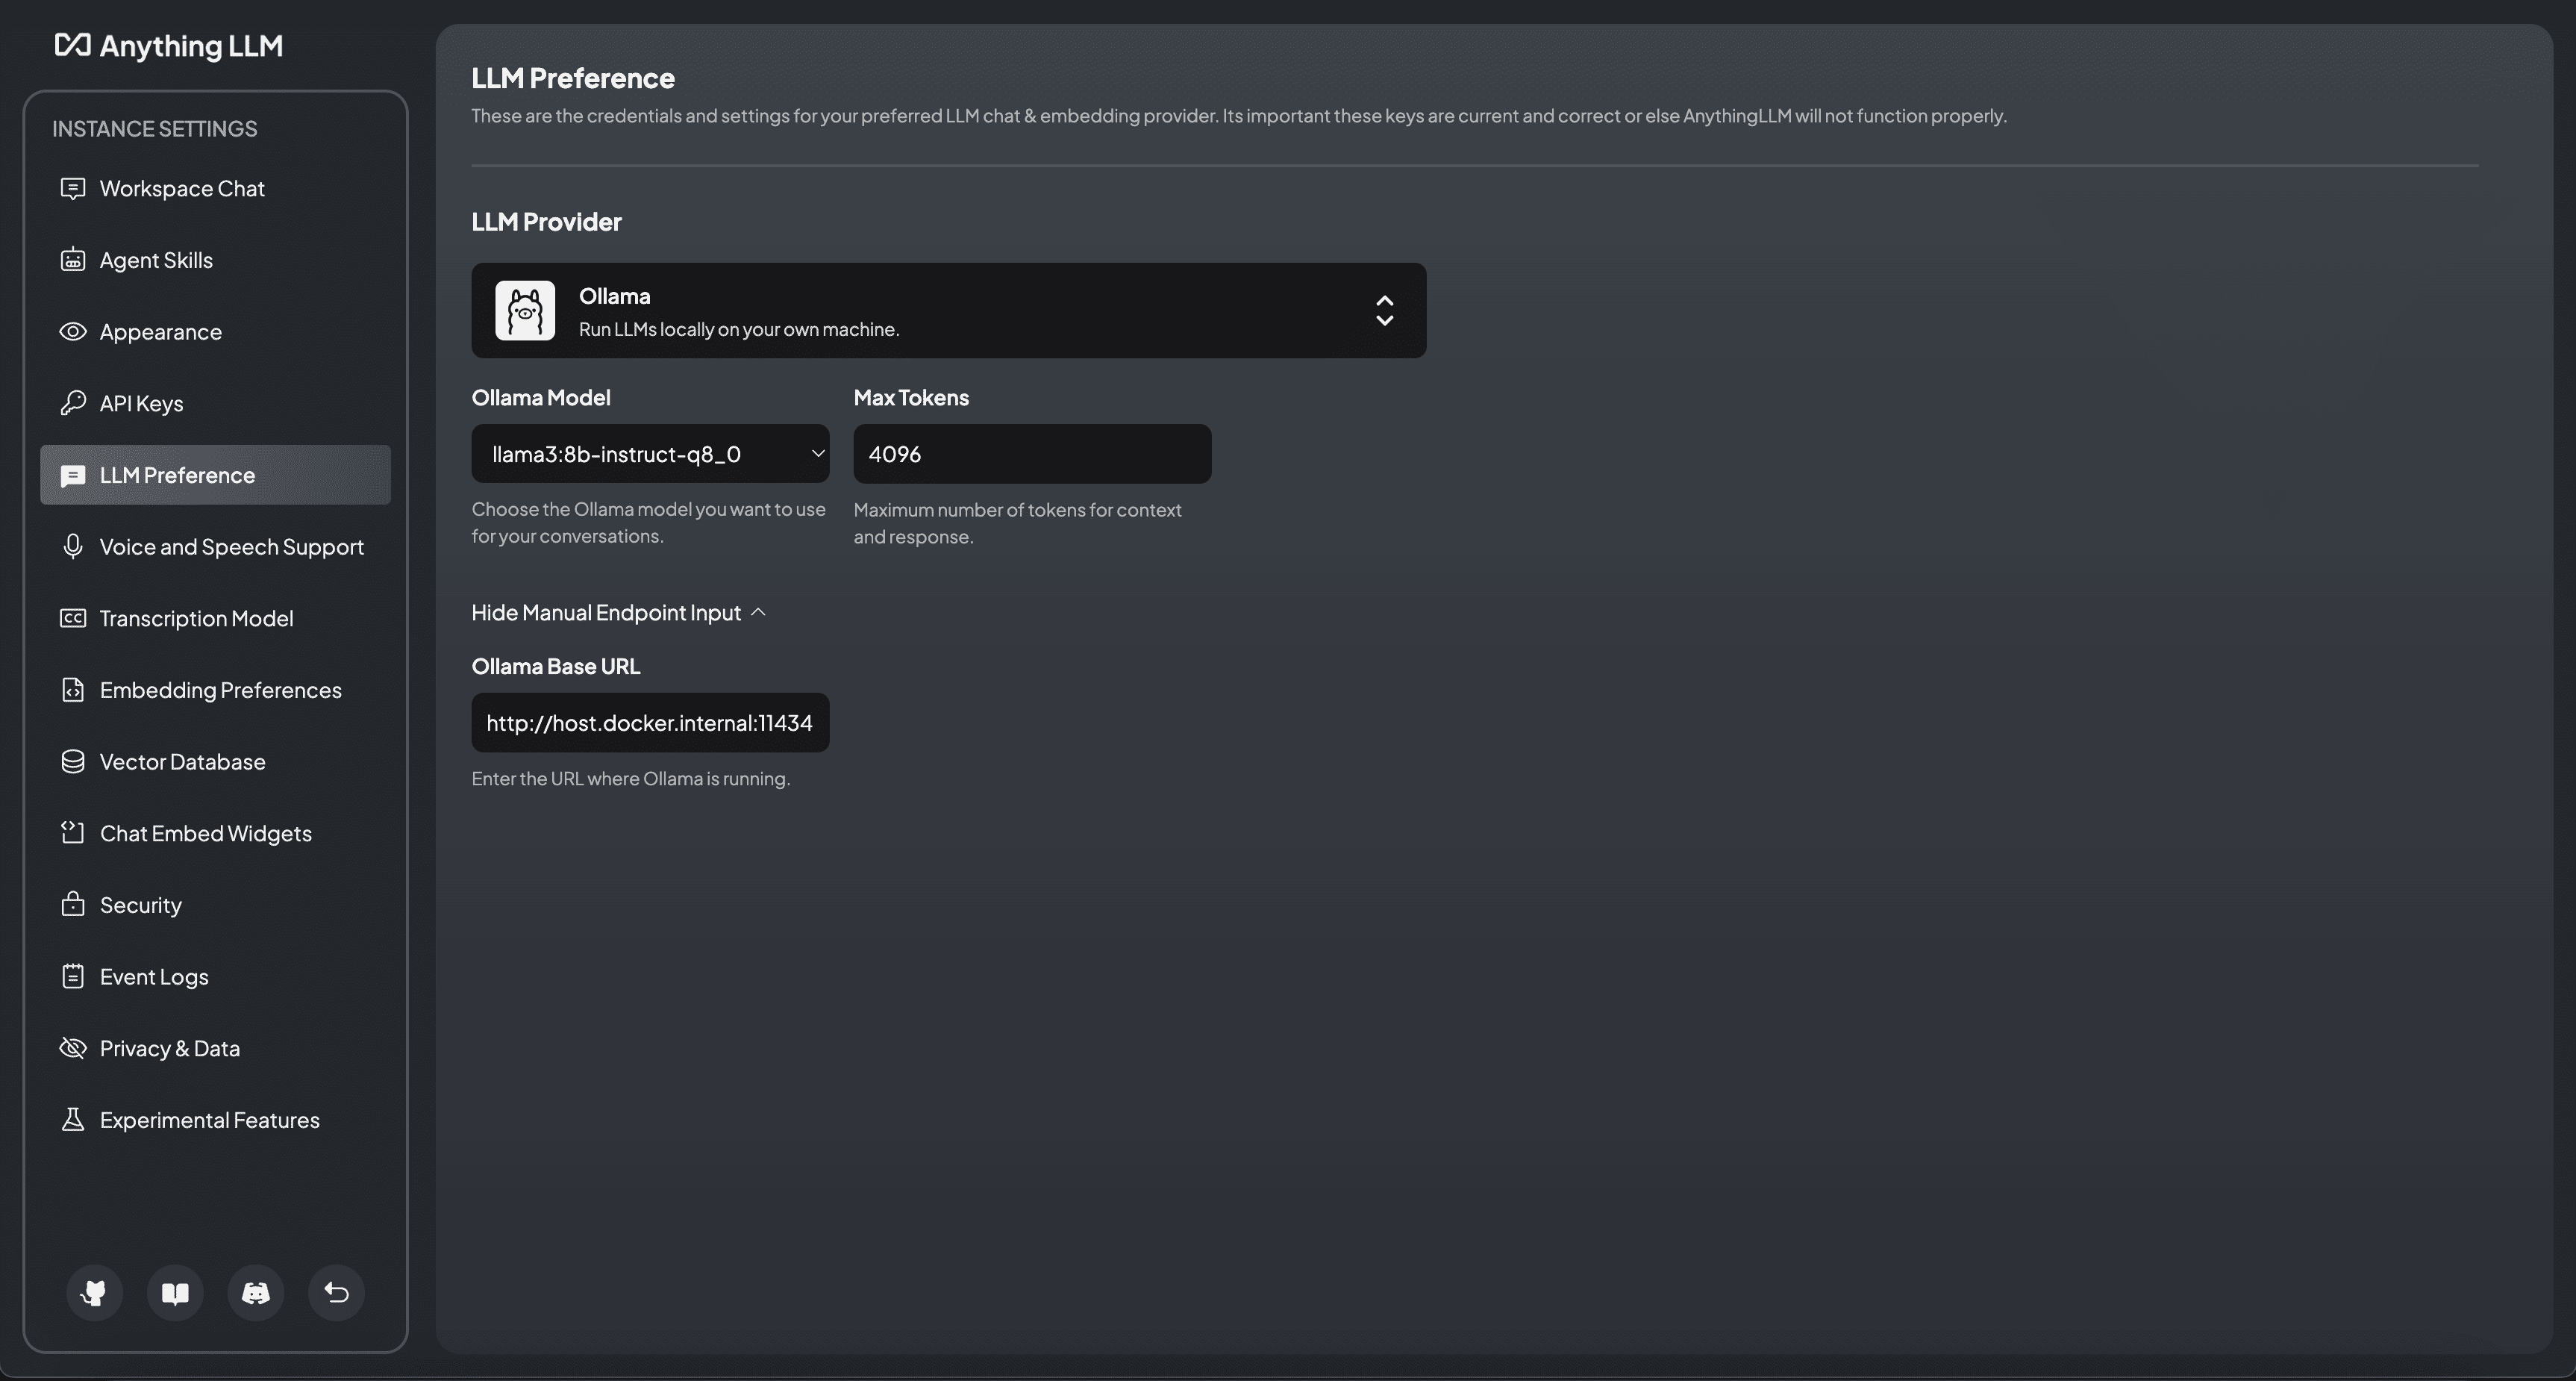 Anything LLM
INSTANCE SETTINGS
Workspace Chat
Agent Skills
Appearance
API Keys
LLM Preference
Voice and Speech Support
Transcription Model
Embedding Preferences
Vector Database
Chat Embed Widgets
Security
Event Logs
Privacy & Data
Experimental Features
LLM Preference
These are the credentials and settings for your preferred LLM chat & embedding provider. Its important these keys are current and correct or else AnythingLLM will not function properly.
LLM Provider
Ollama
Run LLMs locally on your own machine.
Ollama Model
llama3:8b-instruct-q8_0
Choose the Ollama model you want to use
for your conversations.
Max Tokens
4096
Maximum number of tokens for context
and response.
Hide Manual Endpoint Input
Ollama Base URL
http://host.docker.internal:11434
Enter the URL where Ollama is running.